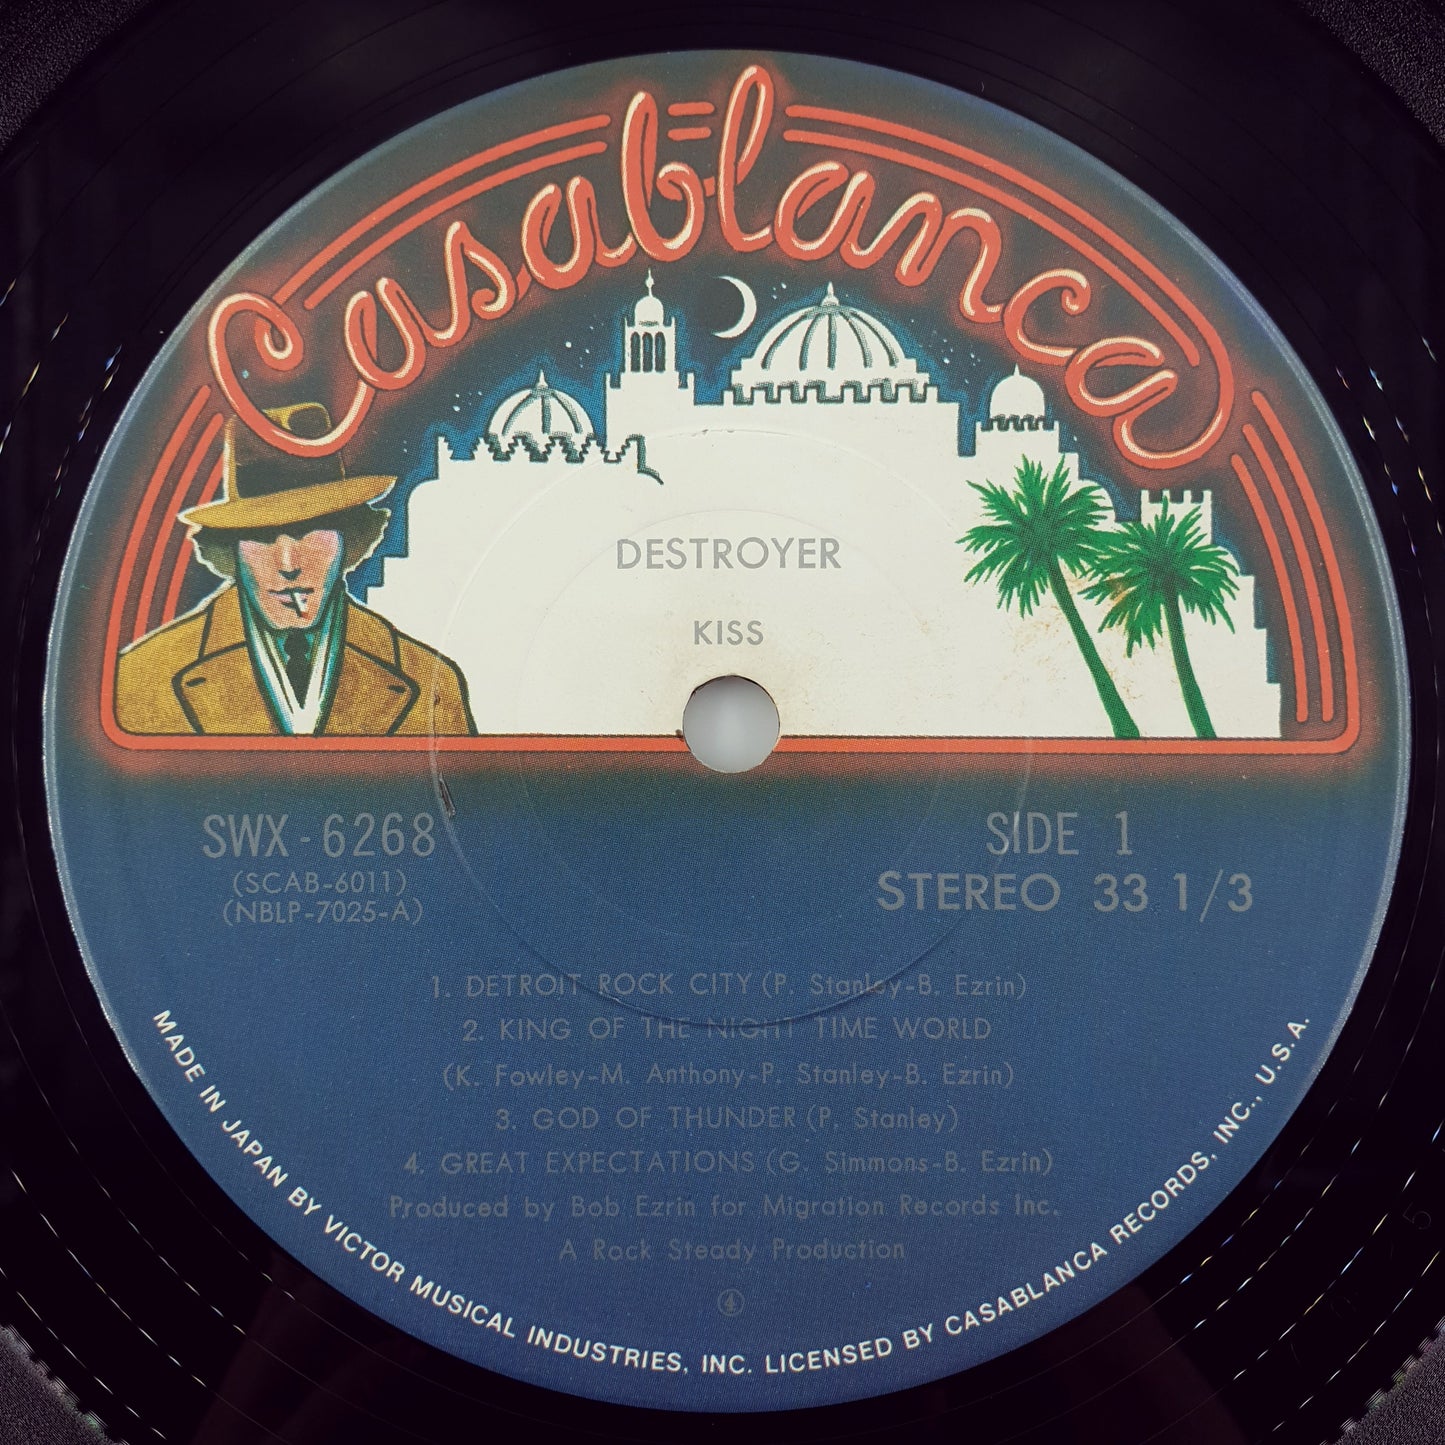 Casablanca
DESTROYER
KISS
SWX-6268
(SCAB-6011)
(NBLP-7025-A)
SIDE 1
STEREO 33 1/3
1. DETROIT ROCK CITY (P. Stanley-B. Ezrin)
2. KING OF THE NIGHT TIME WORLD
(K. Fowley-M. Anthony-P. Stanley-B. Ezrin)
3. GOD OF THUNDER (P. Stanley)
4. GREAT EXPECTATIONS (G. Simmons-B. Ezrin)
Produced by Bob Ezrin for Migration Records Inc.
A Rock Steady Production
④
MADE IN JAPAN BY VICTOR MUSICAL INDUSTRIES, INC. LICENSED BY CASABLANCA RECORDS, INC., U.S.A.